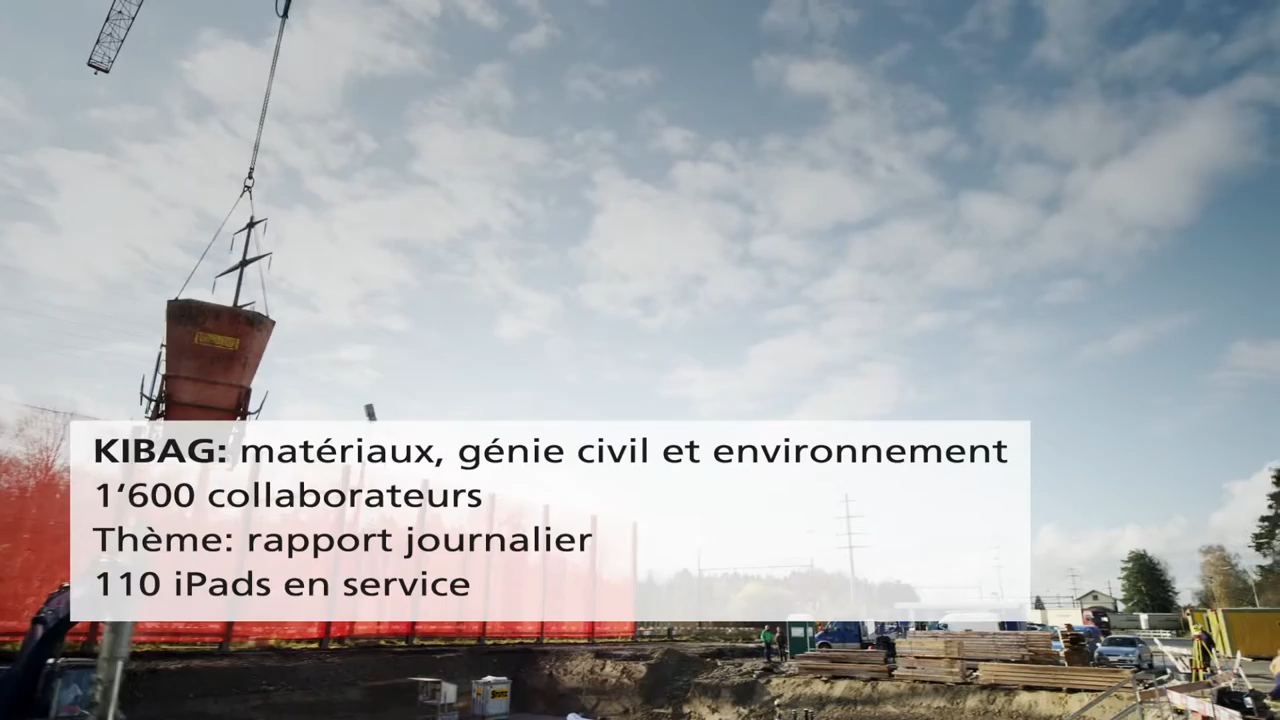 KIBAG: matériaux, génie civil et environnement
1‘600 collaborateurs
Thème: rapport journalier
110 iPads en service